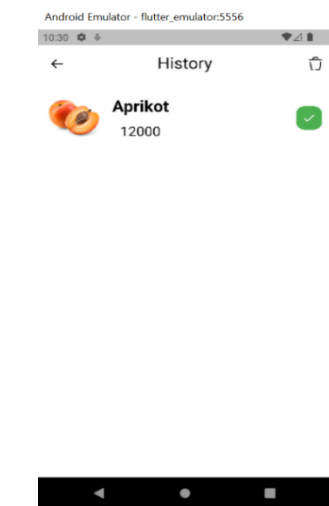 Android Emulator - flutter_emulator:5556
10:30
History
Aprikot
12000